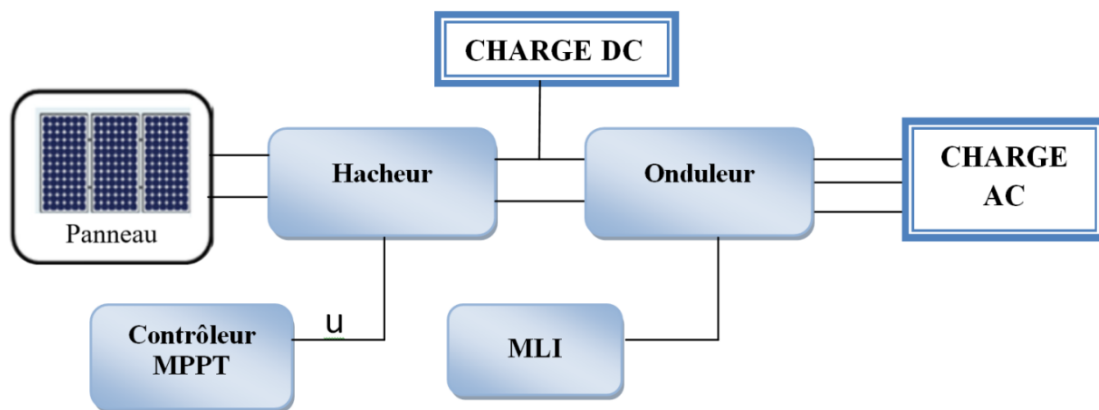 CHARGE DC
Panneau
Hacheur
Onduleur
CHARGE
AC
Contrôleur
MPPT
u
MLI